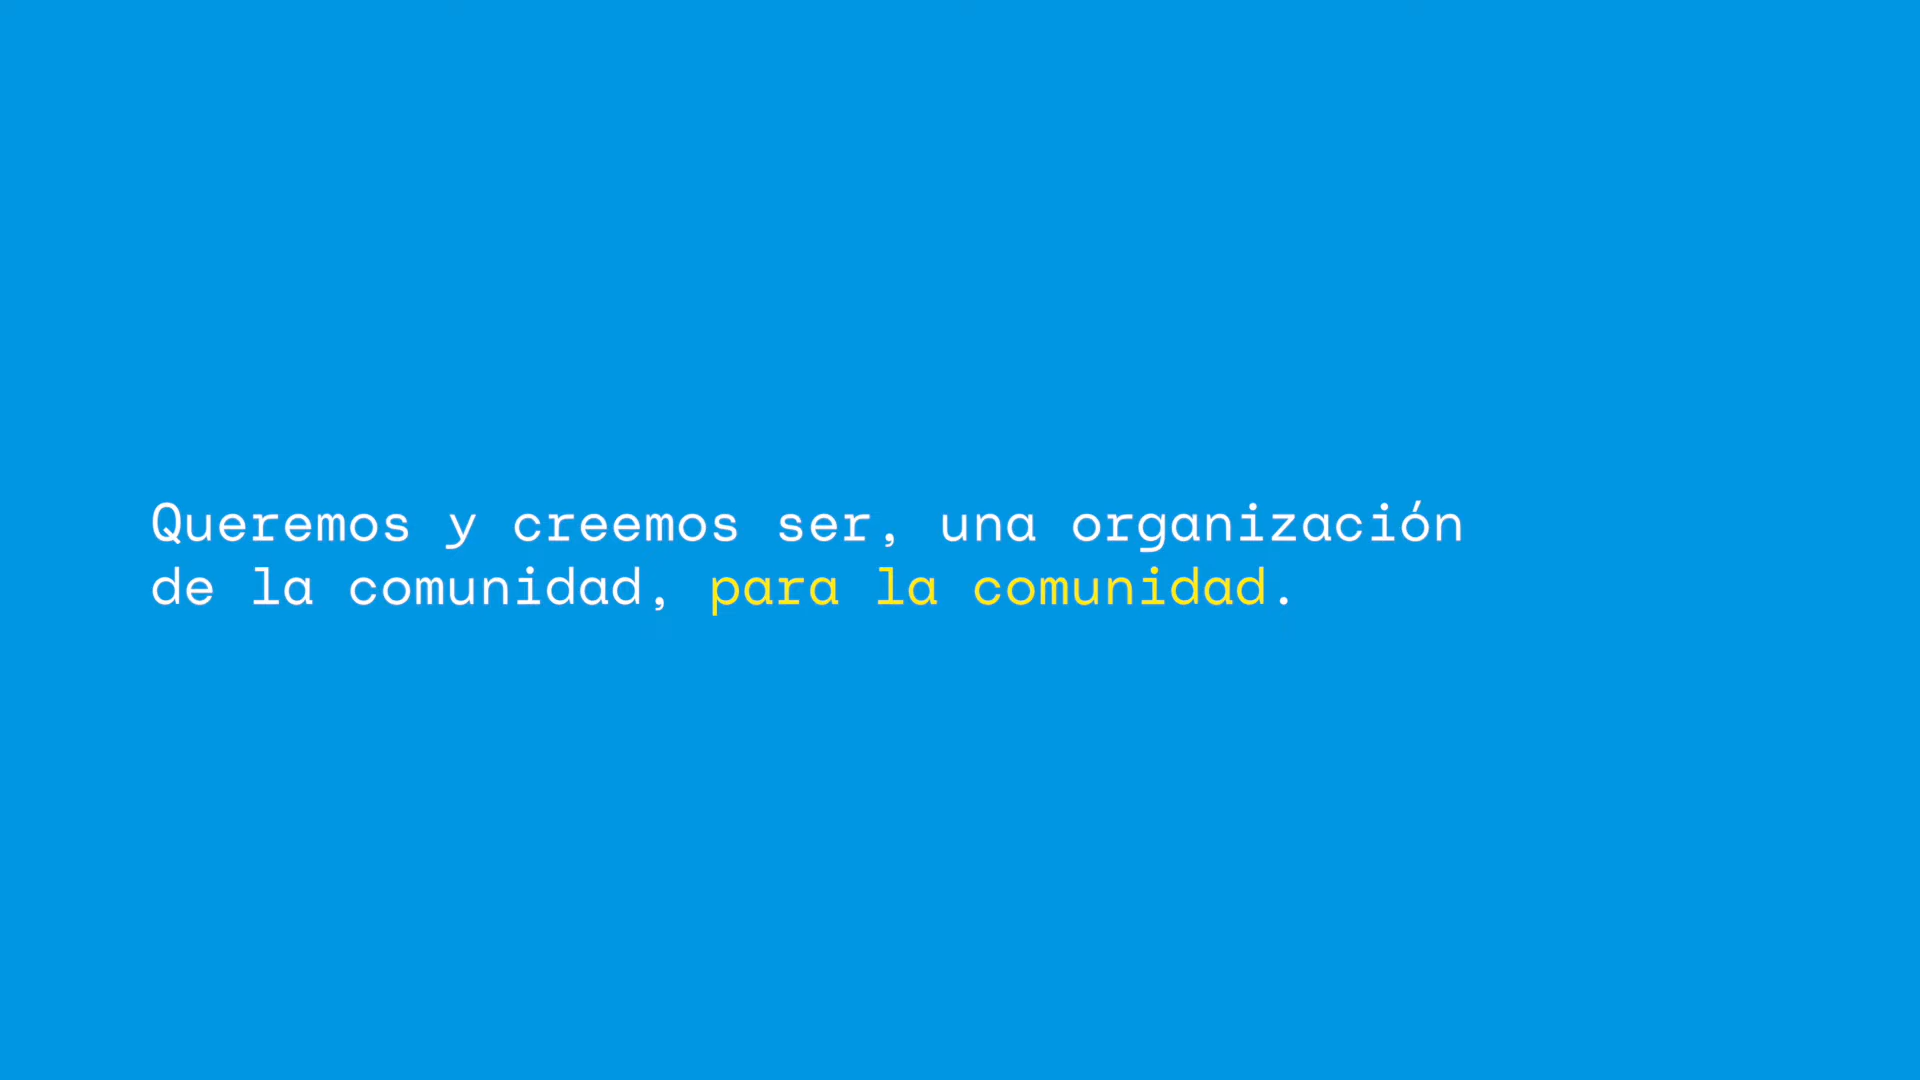 Queremos y creemos ser, una organización
de la comunidad, para la comunidad.